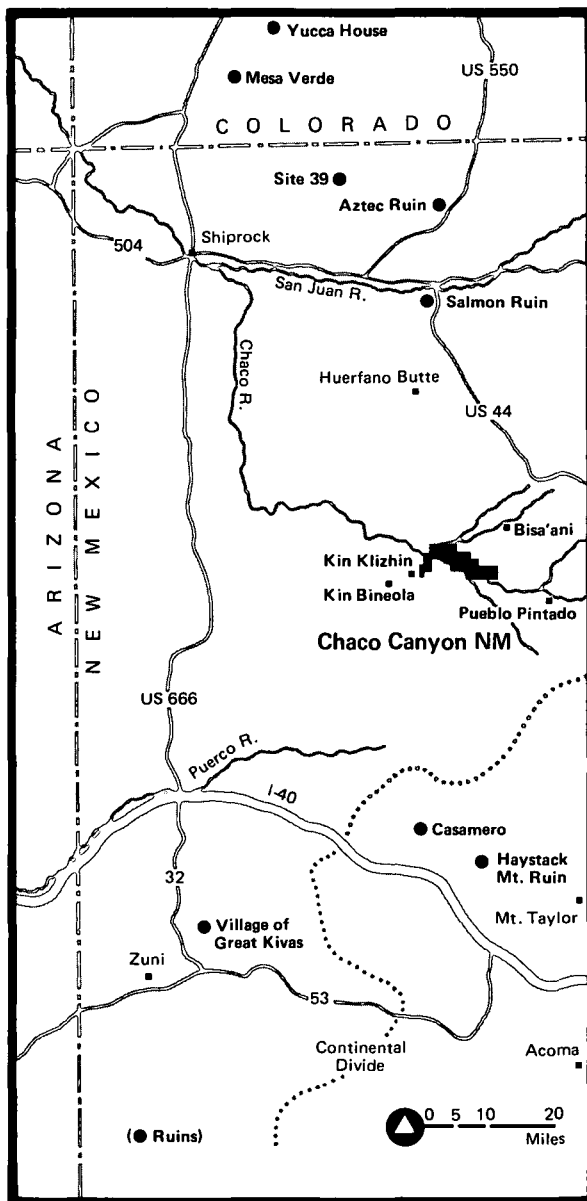 Yucca House
US 550
Mesa Verde
COLORADO
Site 39
Aztec Ruin
504
Shiprock
San Juan R.
Salmon Ruin
Chaco R.
Huerfano Butte
US 44
ARIZONA
NEW MEXICO
Bisa'ani
Kin Klizhin
Kin Bineola
Pueblo Pintado
Chaco Canyon NM
US 666
Puerco R.
I-40
Casamero
Haystack
Mt. Ruin
32
Mt. Taylor
Village of
Great Kivas
Zuni
53
Continental
Divide
Acoma
(● Ruins)
0 5 10 20
Miles